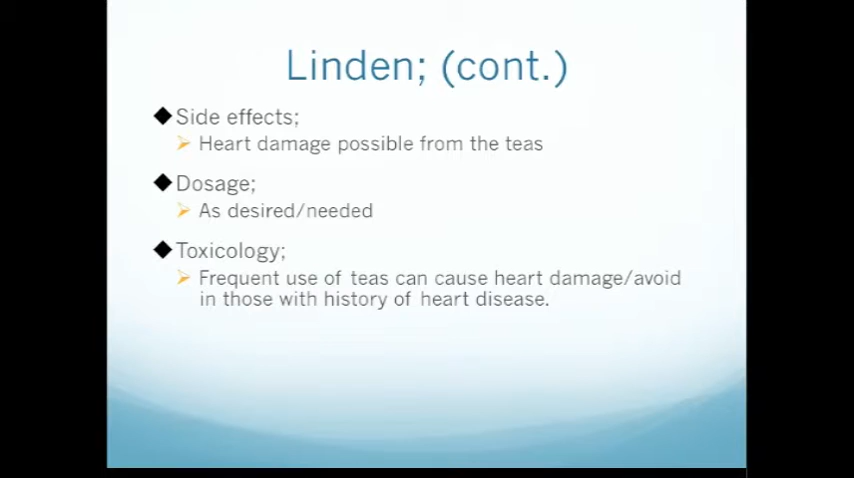 Linden; (cont.)
Side effects;
Heart damage possible from the teas
Dosage;
As desired/needed
Toxicology;
Frequent use of teas can cause heart damage/avoid
in those with history of heart disease.